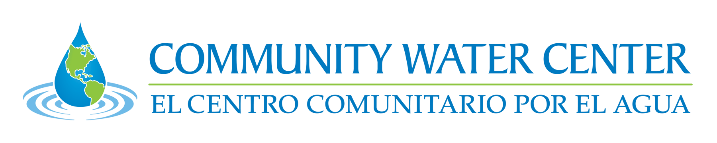 COMMUNITY WATER CENTER
EL CENTRO COMUNITARIO POR EL AGUA